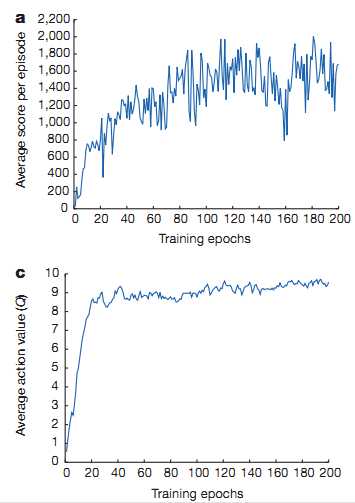 a
Average score per episode
2,200
2,000
1,800
1,600
1,400
1,200
1,000
800
600
400
200
0
0 20 40 60 80 100 120 140 160 180 200
Training epochs
c
Average action value (Q)
10
9
8
7
6
5
4
3
2
1
0
0 20 40 60 80 100 120 140 160 180 200
Training epochs